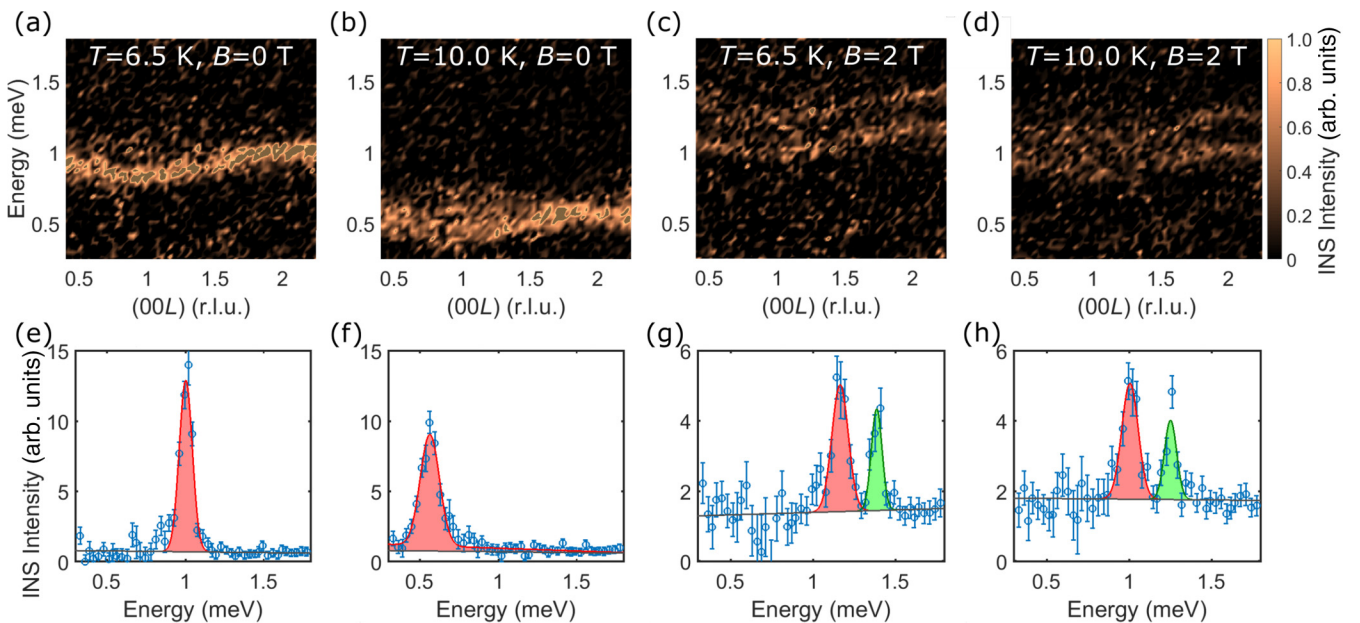 (a)
T=6.5 K, B=0 T
Energy (meV)
1.5
1
0.5
0.5 1 1.5 2
(00L) (r.l.u.)
(b)
T=10.0 K, B=0 T
1.5
1
0.5
0.5 1 1.5 2
(00L) (r.l.u.)
(c)
T=6.5 K, B=2 T
1.5
1
0.5
0.5 1 1.5 2
(00L) (r.l.u.)
(d)
T=10.0 K, B=2 T
1.5
1
0.5
0.5 1 1.5 2
(00L) (r.l.u.)
1.0
0.8
0.6
0.4
0.2
0
INS Intensity (arb. units)
(e)
INS Intensity (arb. units)
15
10
5
0
0.5 1 1.5
Energy (meV)
(f)
15
10
5
0
0.5 1 1.5
Energy (meV)
(g)
6
4
2
0
0.5 1 1.5
Energy (meV)
(h)
6
4
2
0
0.5 1 1.5
Energy (meV)